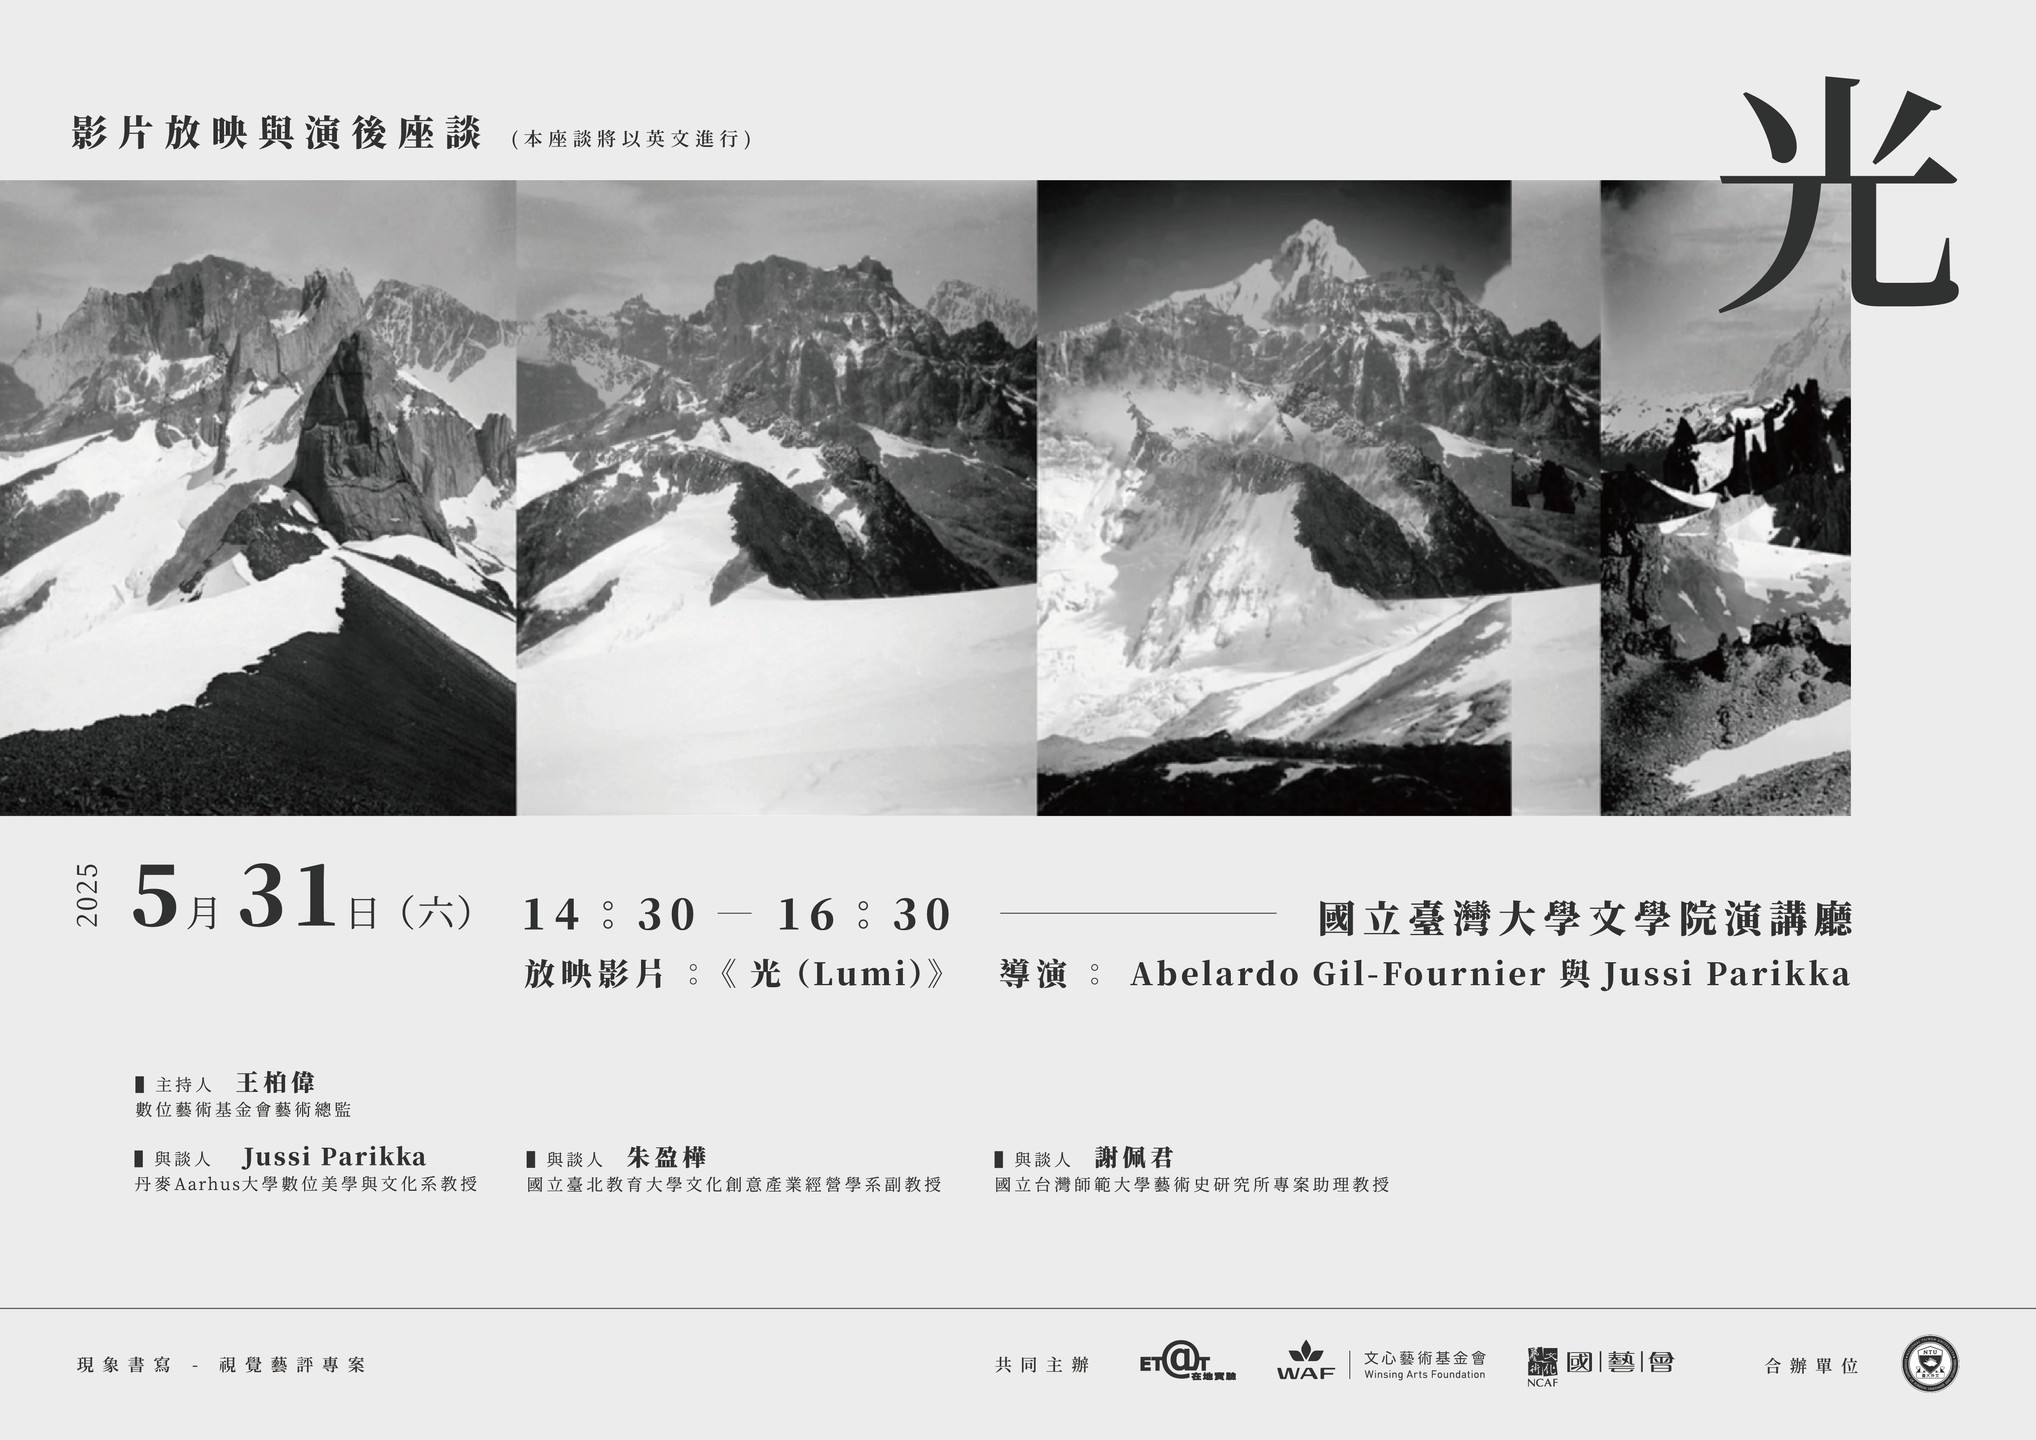 光
影片放映與演後座談 (本座談將以英文進行)
2025 5月31日（六） 14：30 — 16：30 國立臺灣大學文學院演講廳
放映影片：《光 (Lumi)》 導演： Abelardo Gil-Fournier 與 Jussi Parikka
主持人 王柏偉
數位藝術基金會藝術總監
與談人 Jussi Parikka
丹麥Aarhus大學數位美學與文化系教授
與談人 朱盈樺
國立臺北教育大學文化創意產業經營學系副教授
與談人 謝佩君
國立台灣師範大學藝術史研究所專案助理教授
現象書寫 - 視覺藝評專案
共同主辦
ET@T
在地實驗
WAF
文心藝術基金會
Winsing Arts Foundation
NCAF
國|藝|會
合辦單位
NTU